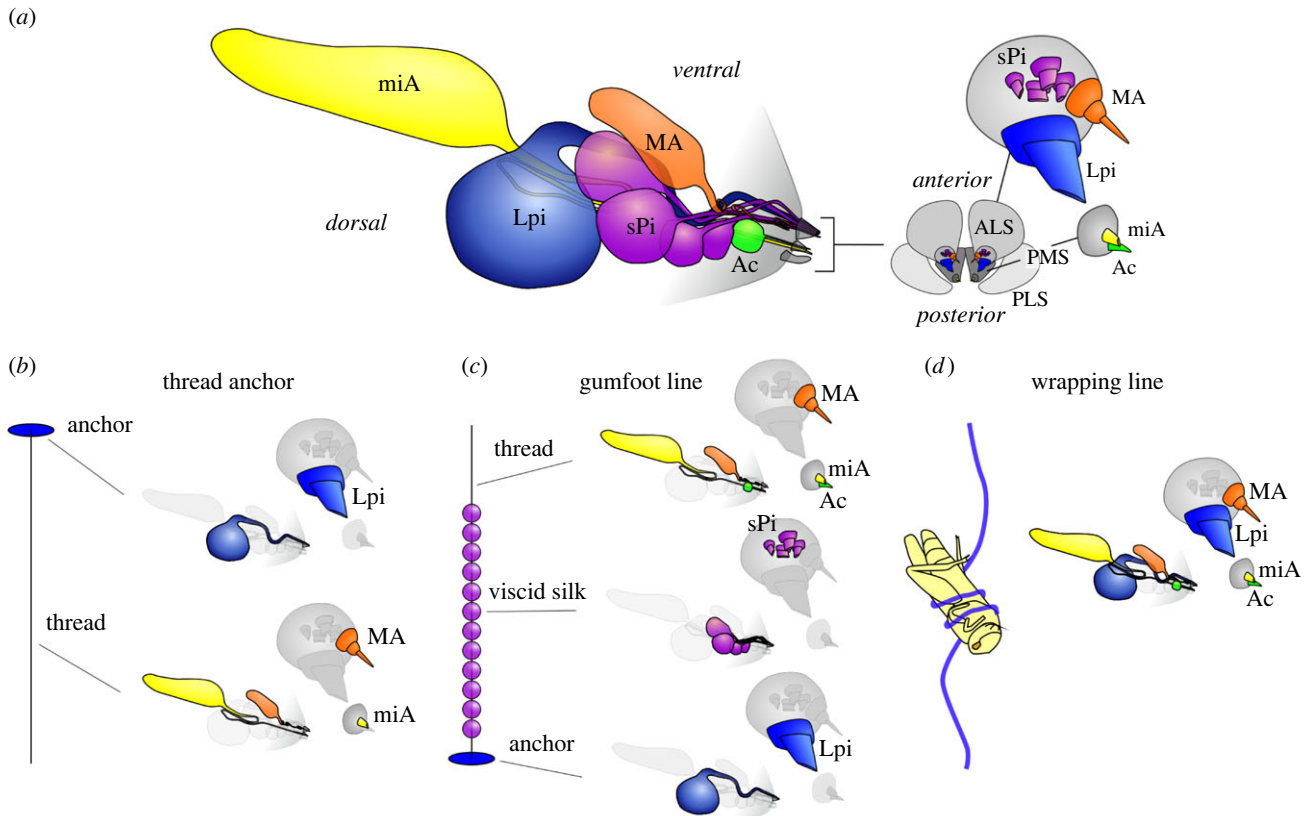 (a)
miA
ventral
MA
dorsal
Lpi
sPi
Ac
sPi
MA
Lpi
anterior
ALS
miA
PMS
Ac
PLS
posterior
(b)
thread anchor
anchor
Lpi
thread
MA
miA
(c)
gumfoot line
MA
thread
miA
Ac
sPi
viscid silk
anchor
Lpi
(d)
wrapping line
MA
Lpi
miA
Ac